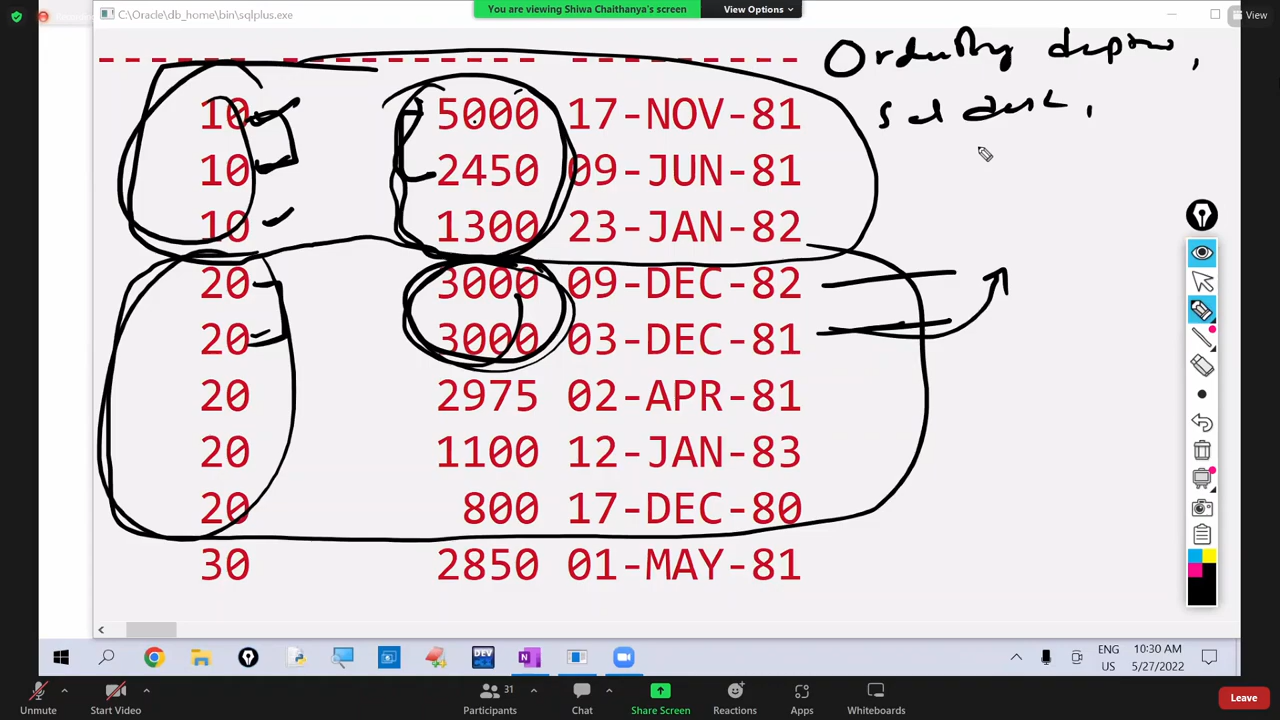 C:\Oracle\db_home\bin\sqlplus.exe
You are viewing Shiwa Chaithanya's screen
View Options
View
10 5000 17-NOV-81
10 2450 09-JUN-81
10 1300 23-JAN-82
20 3000 09-DEC-82
20 3000 03-DEC-81
20 2975 02-APR-81
20 1100 12-JAN-83
20 800 17-DEC-80
30 2850 01-MAY-81
sal desc,
DEV
ENG
US
10:30 AM
5/27/2022
31
Unmute
Start Video
Participants
Chat
Share Screen
Reactions
Apps
Whiteboards
Leave